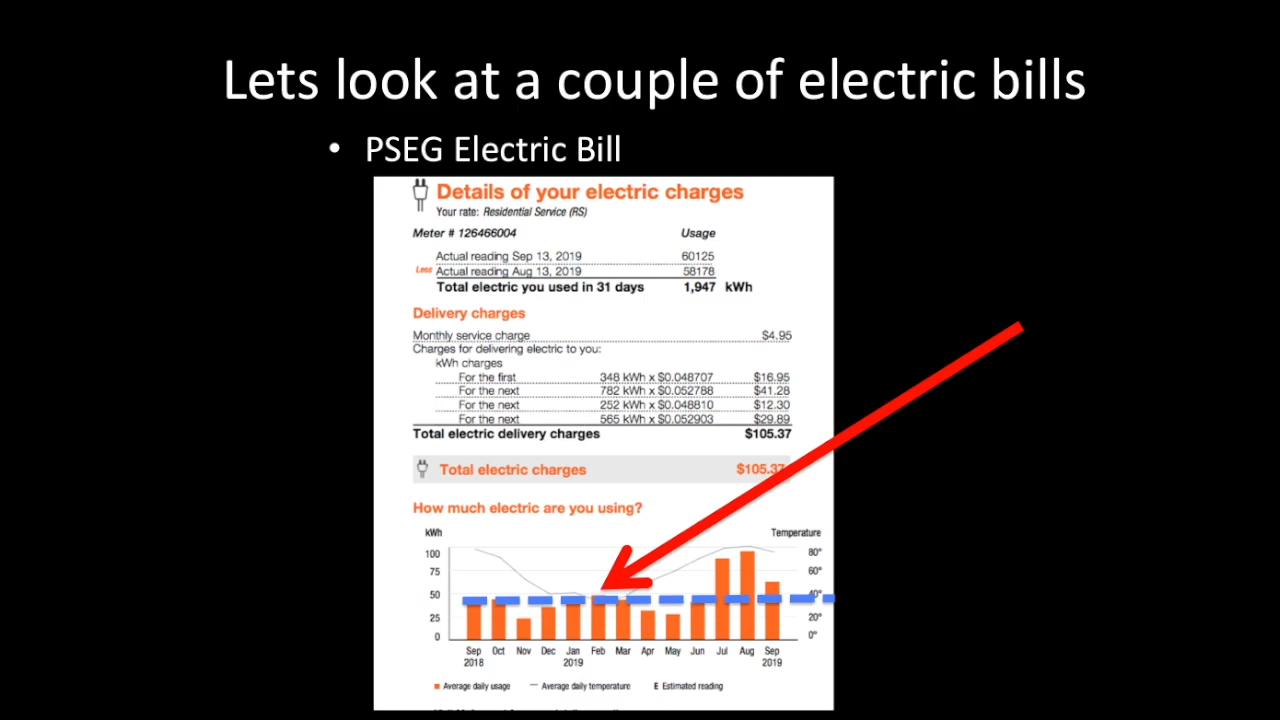 Lets look at a couple of electric bills
• PSEG Electric Bill
Details of your electric charges
Your rate: Residential Service (RS)
Meter # 126466004 Usage
Actual reading Sep 13, 2019 60125
Less Actual reading Aug 13, 2019 58178
Total electric you used in 31 days 1,947 kWh
Delivery charges
Monthly service charge $4.95
Charges for delivering electric to you:
kWh charges
For the first 348 kWh x $0.048707 $16.95
For the next 782 kWh x $0.052788 $41.28
For the next 252 kWh x $0.048810 $12.30
For the next 565 kWh x $0.052903 $29.89
Total electric delivery charges $105.37
Total electric charges $105.37
How much electric are you using?
kWh Temperature
100 80°
75 60°
50 40°
25 20°
0 0°
Sep Oct Nov Dec Jan Feb Mar Apr May Jun Jul Aug Sep
2018 2019 2019
Average daily usage Average daily temperature E Estimated reading